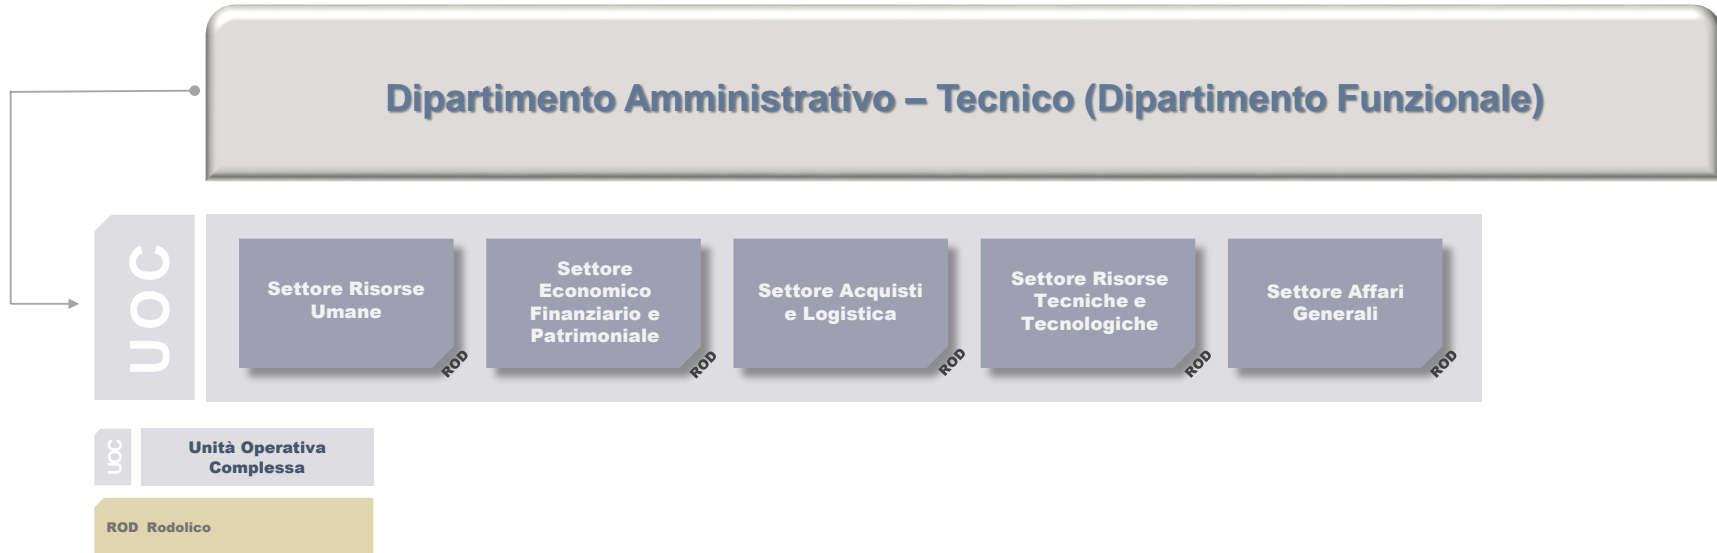 Dipartimento Amministrativo – Tecnico (Dipartimento Funzionale)
UOC
Settore Risorse
Umane
ROD
Settore
Economico
Finanziario e
Patrimoniale
ROD
Settore Acquisti
e Logistica
ROD
Settore Risorse
Tecniche e
Tecnologiche
ROD
Settore Affari
Generali
ROD
UOC
Unità Operativa
Complessa
ROD Rodolico